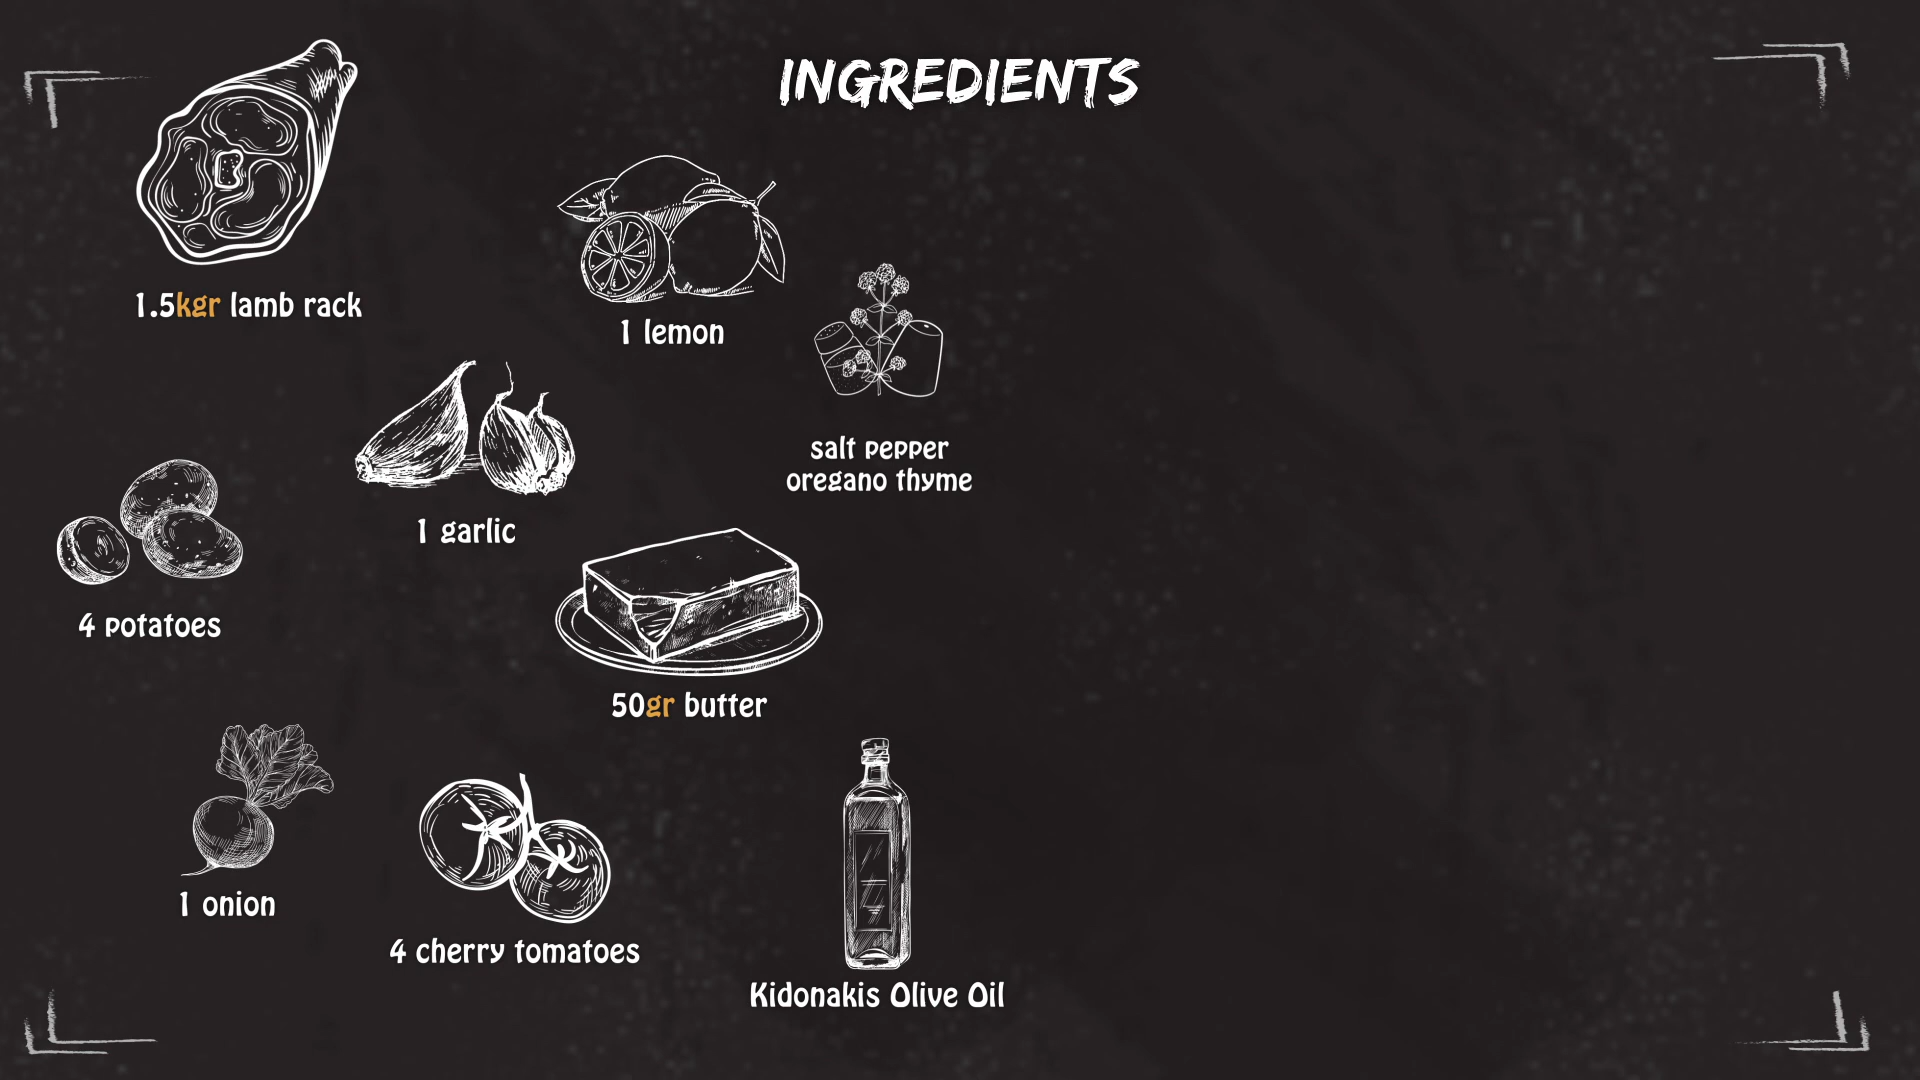 INGREDIENTS
1.5kgr lamb rack
1 lemon
salt pepper
oregano thyme
1 garlic
4 potatoes
50gr butter
1 onion
4 cherry tomatoes
Kidonakis Olive Oil